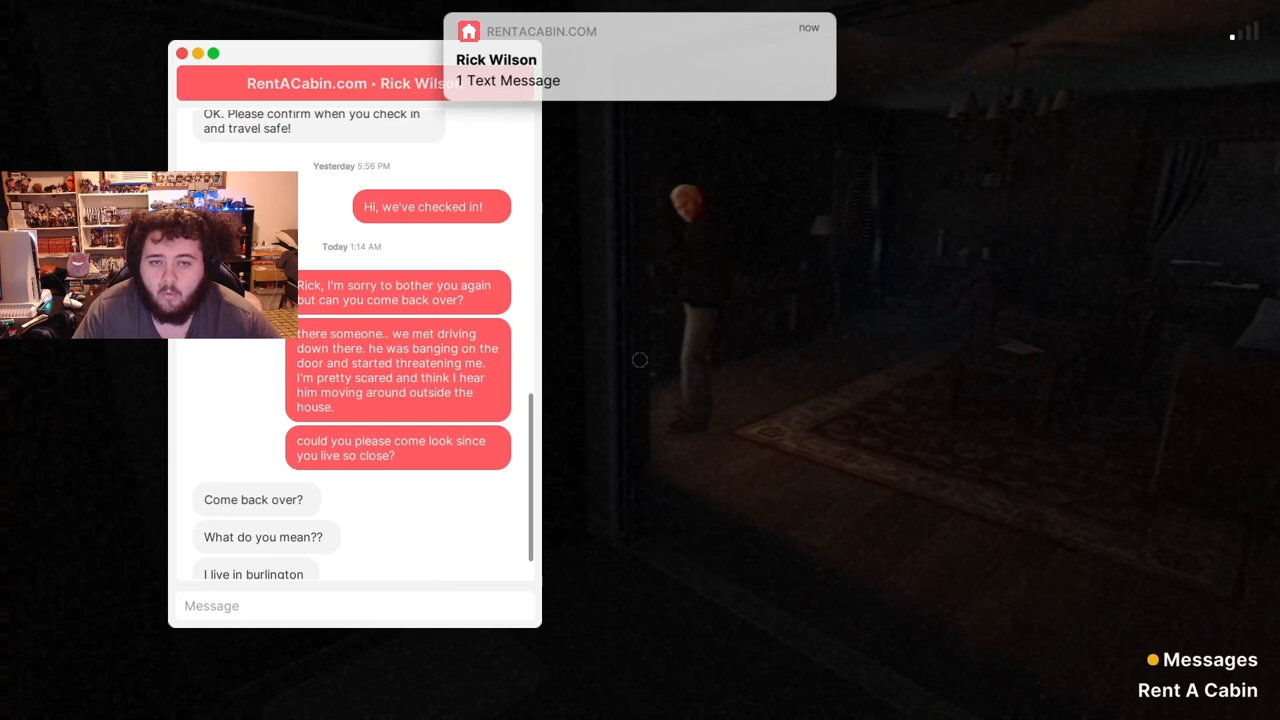 RENTACABIN.COM
now
Rick Wilson
1 Text Message
RentACabin.com ▸ Rick Wilson
OK. Please confirm when you check in
and travel safe!
Yesterday 5:56 PM
Hi, we've checked in!
Today 1:14 AM
Rick, I'm sorry to bother you again
but can you come back over?
there someone.. we met driving
down there. he was banging on the
door and started threatening me.
I'm pretty scared and think I hear
him moving around outside the
house.
could you please come look since
you live so close?
Come back over?
What do you mean??
I live in burlington
Message
Messages
Rent A Cabin